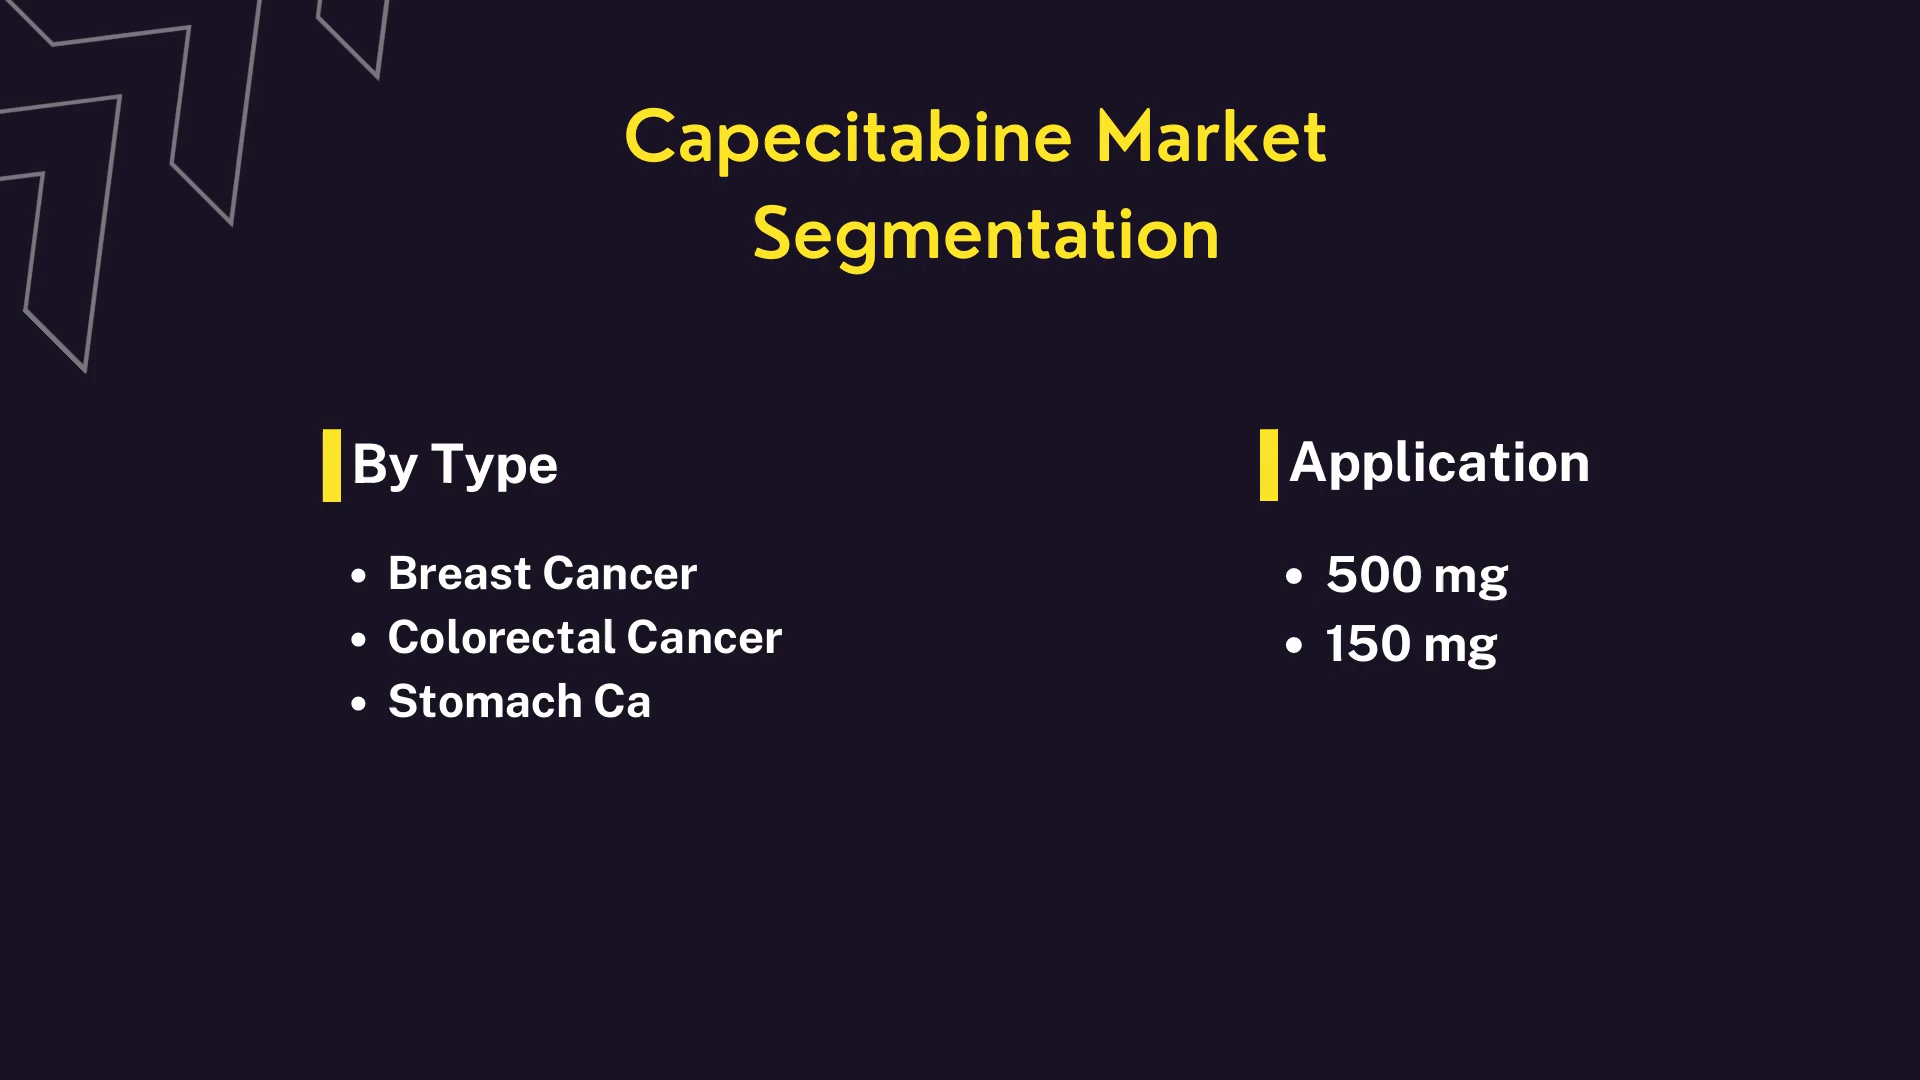 Capecitabine Market
Segmentation
By Type
• Breast Cancer
• Colorectal Cancer
• Stomach Ca
Application
• 500 mg
• 150 mg